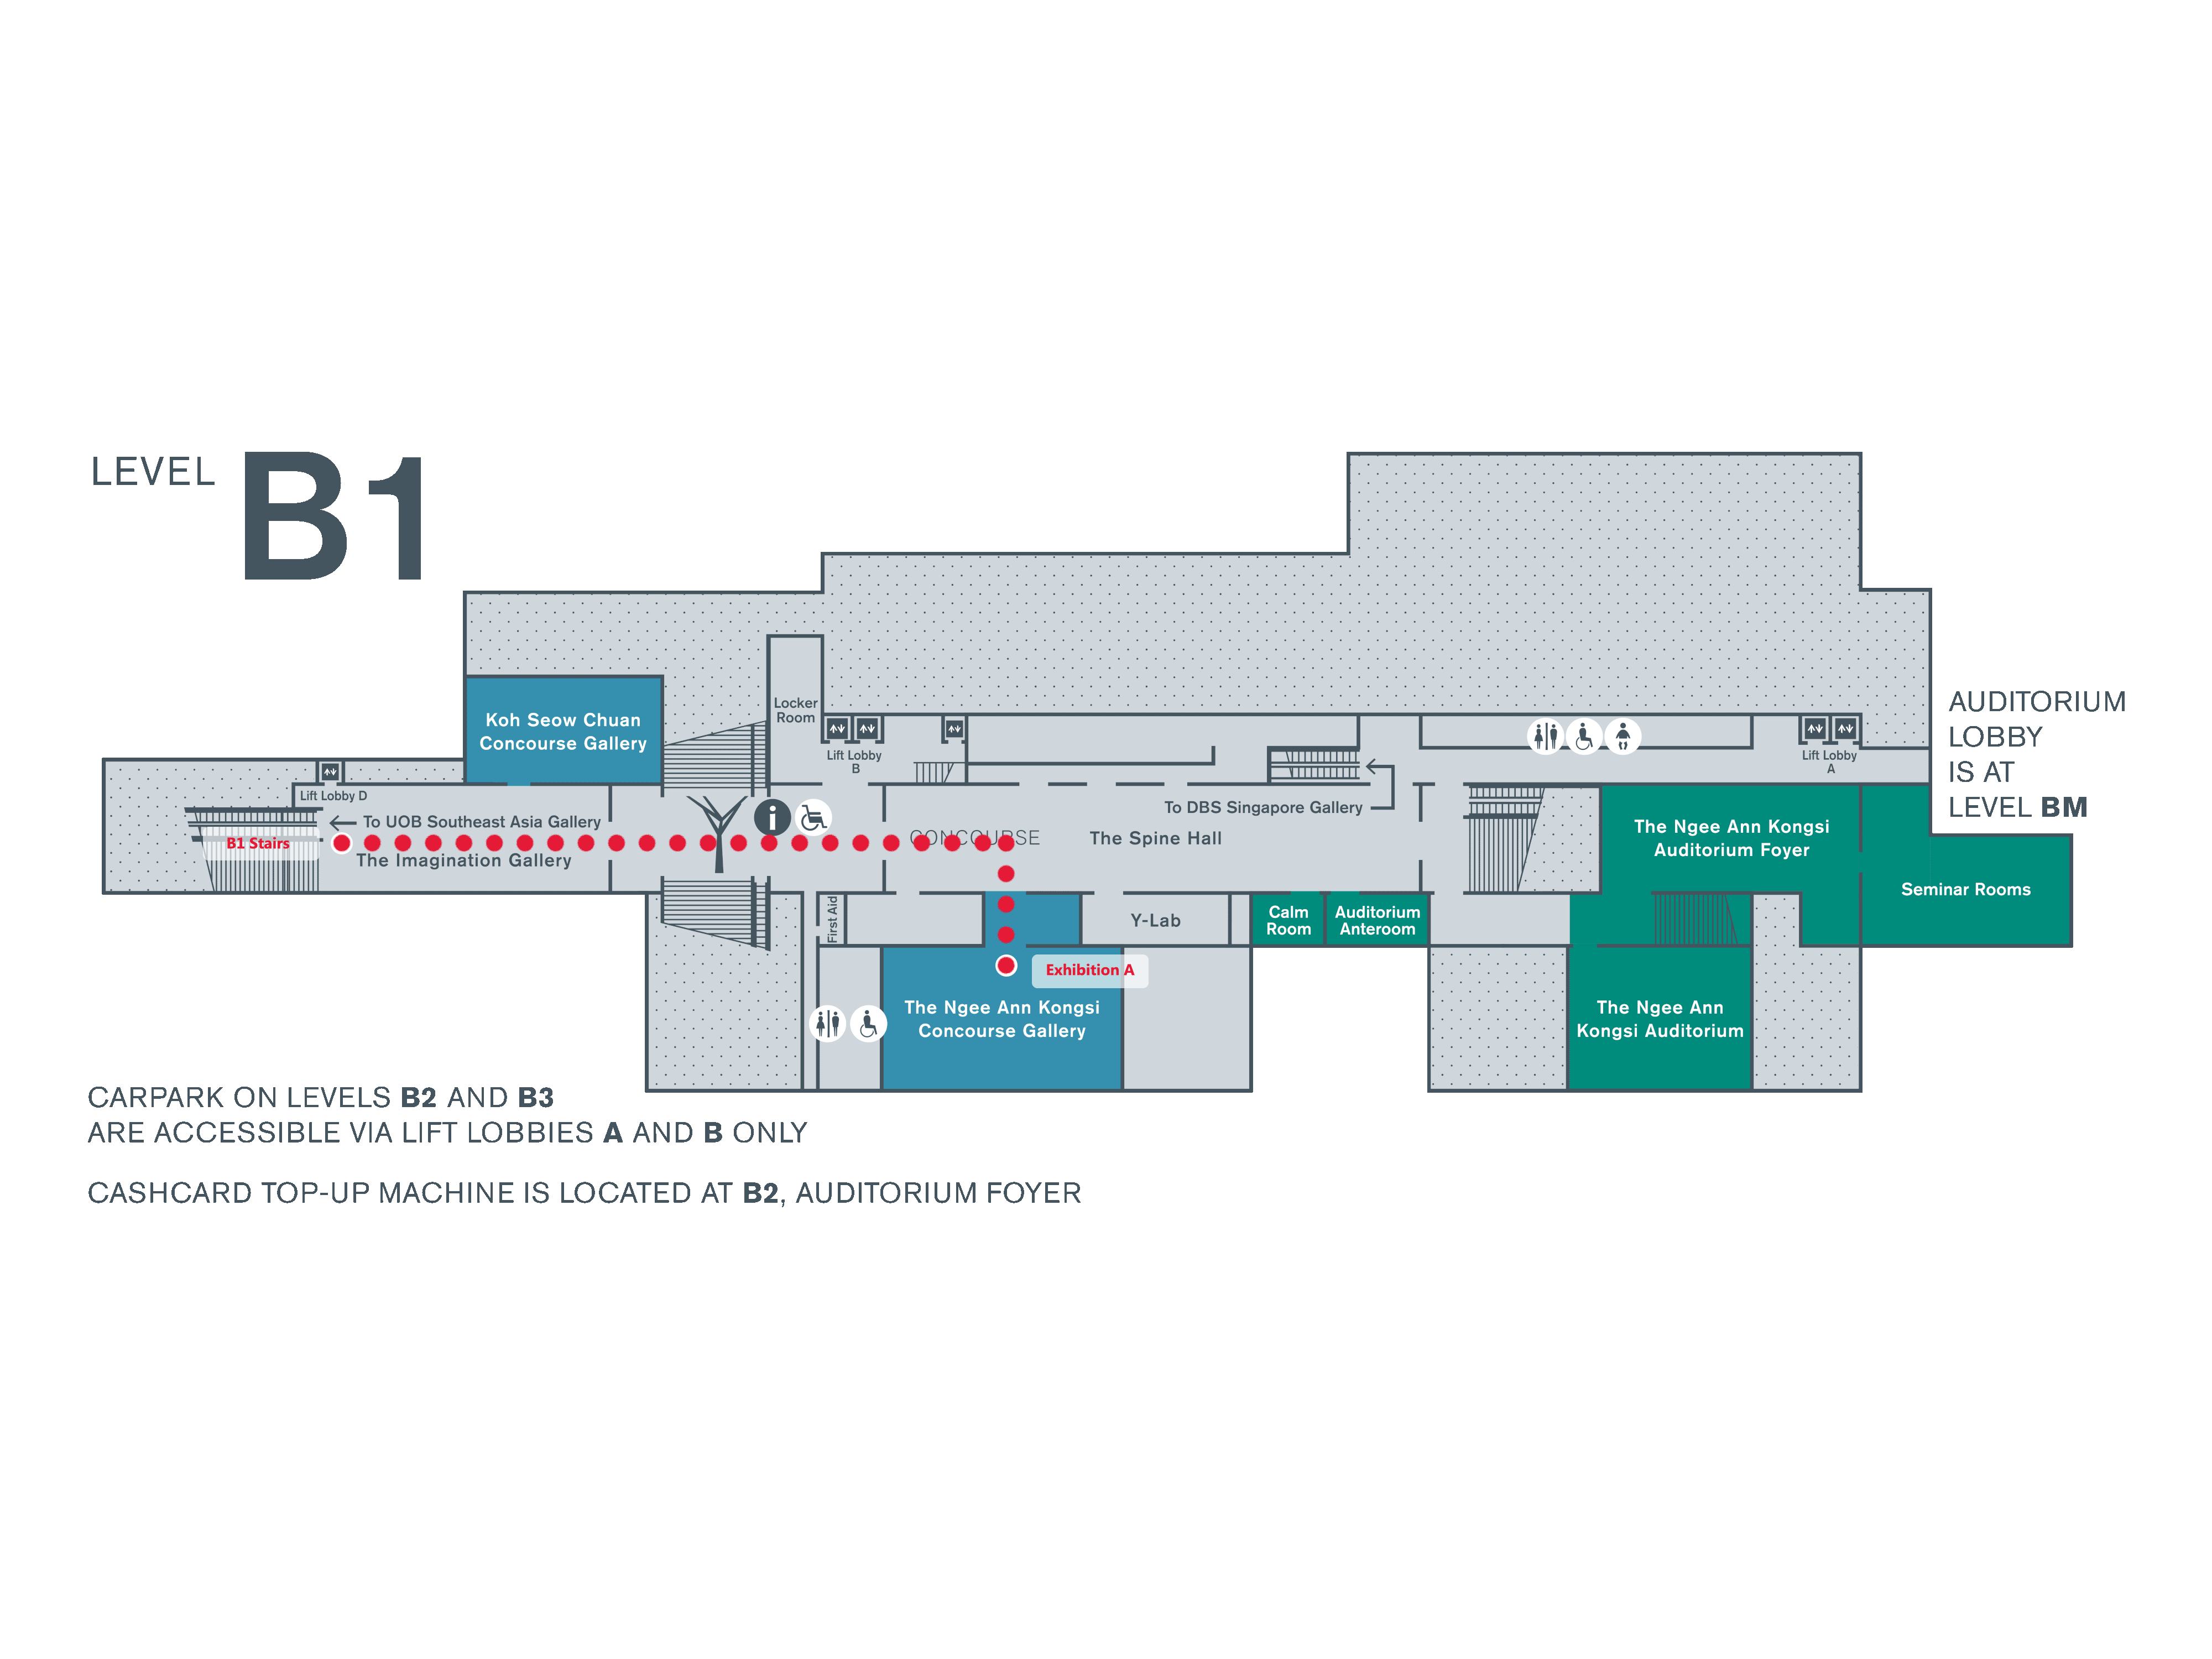 LEVEL B1
Locker
Room
Koh Seow Chuan
Concourse Gallery
Lift Lobby
B
Lift Lobby
A
AUDITORIUM
LOBBY
IS AT
LEVEL BM
Lift Lobby D
To UOB Southeast Asia Gallery
B1 Stairs
The Imagination Gallery
i
CONCOURSE
The Spine Hall
To DBS Singapore Gallery
The Ngee Ann Kongsi
Auditorium Foyer
Seminar Rooms
First Aid
Y-Lab
Calm
Room
Auditorium
Anteroom
Exhibition A
The Ngee Ann Kongsi
Concourse Gallery
The Ngee Ann
Kongsi Auditorium
CARPARK ON LEVELS B2 AND B3
ARE ACCESSIBLE VIA LIFT LOBBIES A AND B ONLY
CASHCARD TOP-UP MACHINE IS LOCATED AT B2, AUDITORIUM FOYER